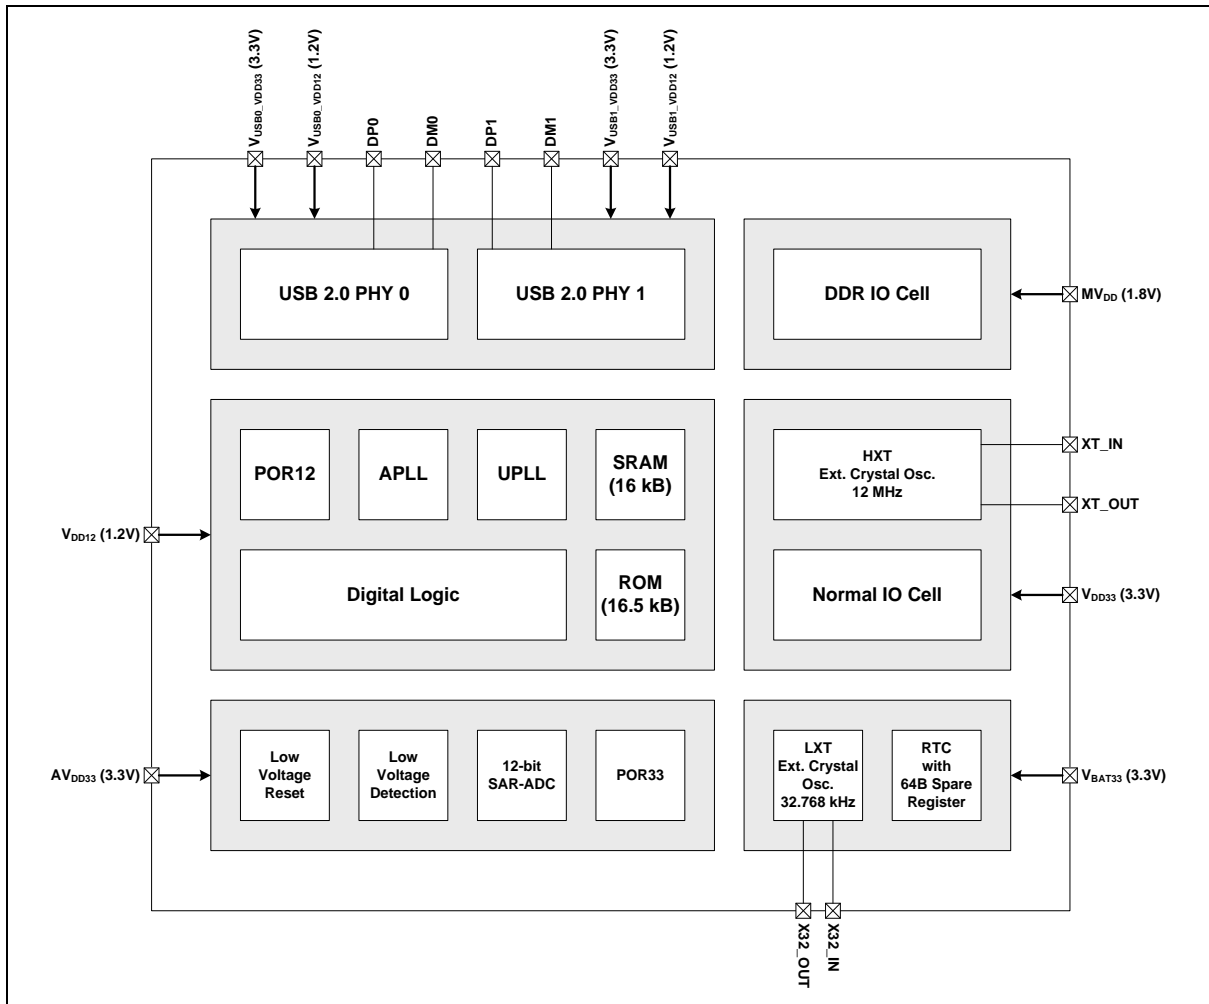 VUSB0_VDD33 (3.3V)
VUSB0_VDD12 (1.2V)
DP0
DM0
DP1
DM1
VUSB1_VDD33 (3.3V)
VUSB1_VDD12 (1.2V)
USB 2.0 PHY 0
USB 2.0 PHY 1
DDR IO Cell
MVDD (1.8V)
POR12
APLL
UPLL
SRAM
(16 kB)
HXT
Ext. Crystal Osc.
12 MHz
XT_IN
XT_OUT
VDD12 (1.2V)
Digital Logic
ROM
(16.5 kB)
Normal IO Cell
VDD33 (3.3V)
AVDD33 (3.3V)
Low
Voltage
Reset
Low
Voltage
Detection
12-bit
SAR-ADC
POR33
LXT
Ext. Crystal
Osc.
32.768 kHz
RTC
with
64B Spare
Register
VBAT33 (3.3V)
X32_OUT
X32_IN